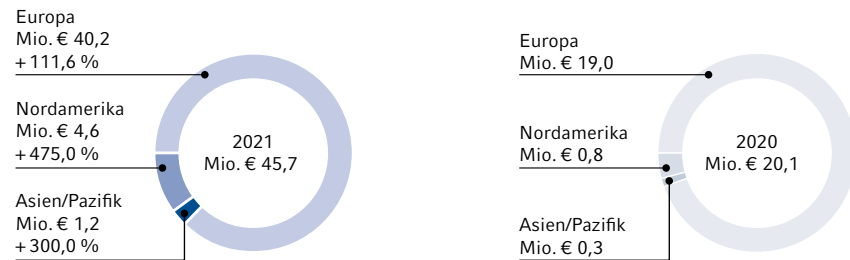 Europa
Mio. € 40,2
+ 111,6 %
Nordamerika
Mio. € 4,6
+ 475,0 %
Asien/Pazifik
Mio. € 1,2
+ 300,0 %
2021
Mio. € 45,7
Europa
Mio. € 19,0
Nordamerika
Mio. € 0,8
Asien/Pazifik
Mio. € 0,3
2020
Mio. € 20,1